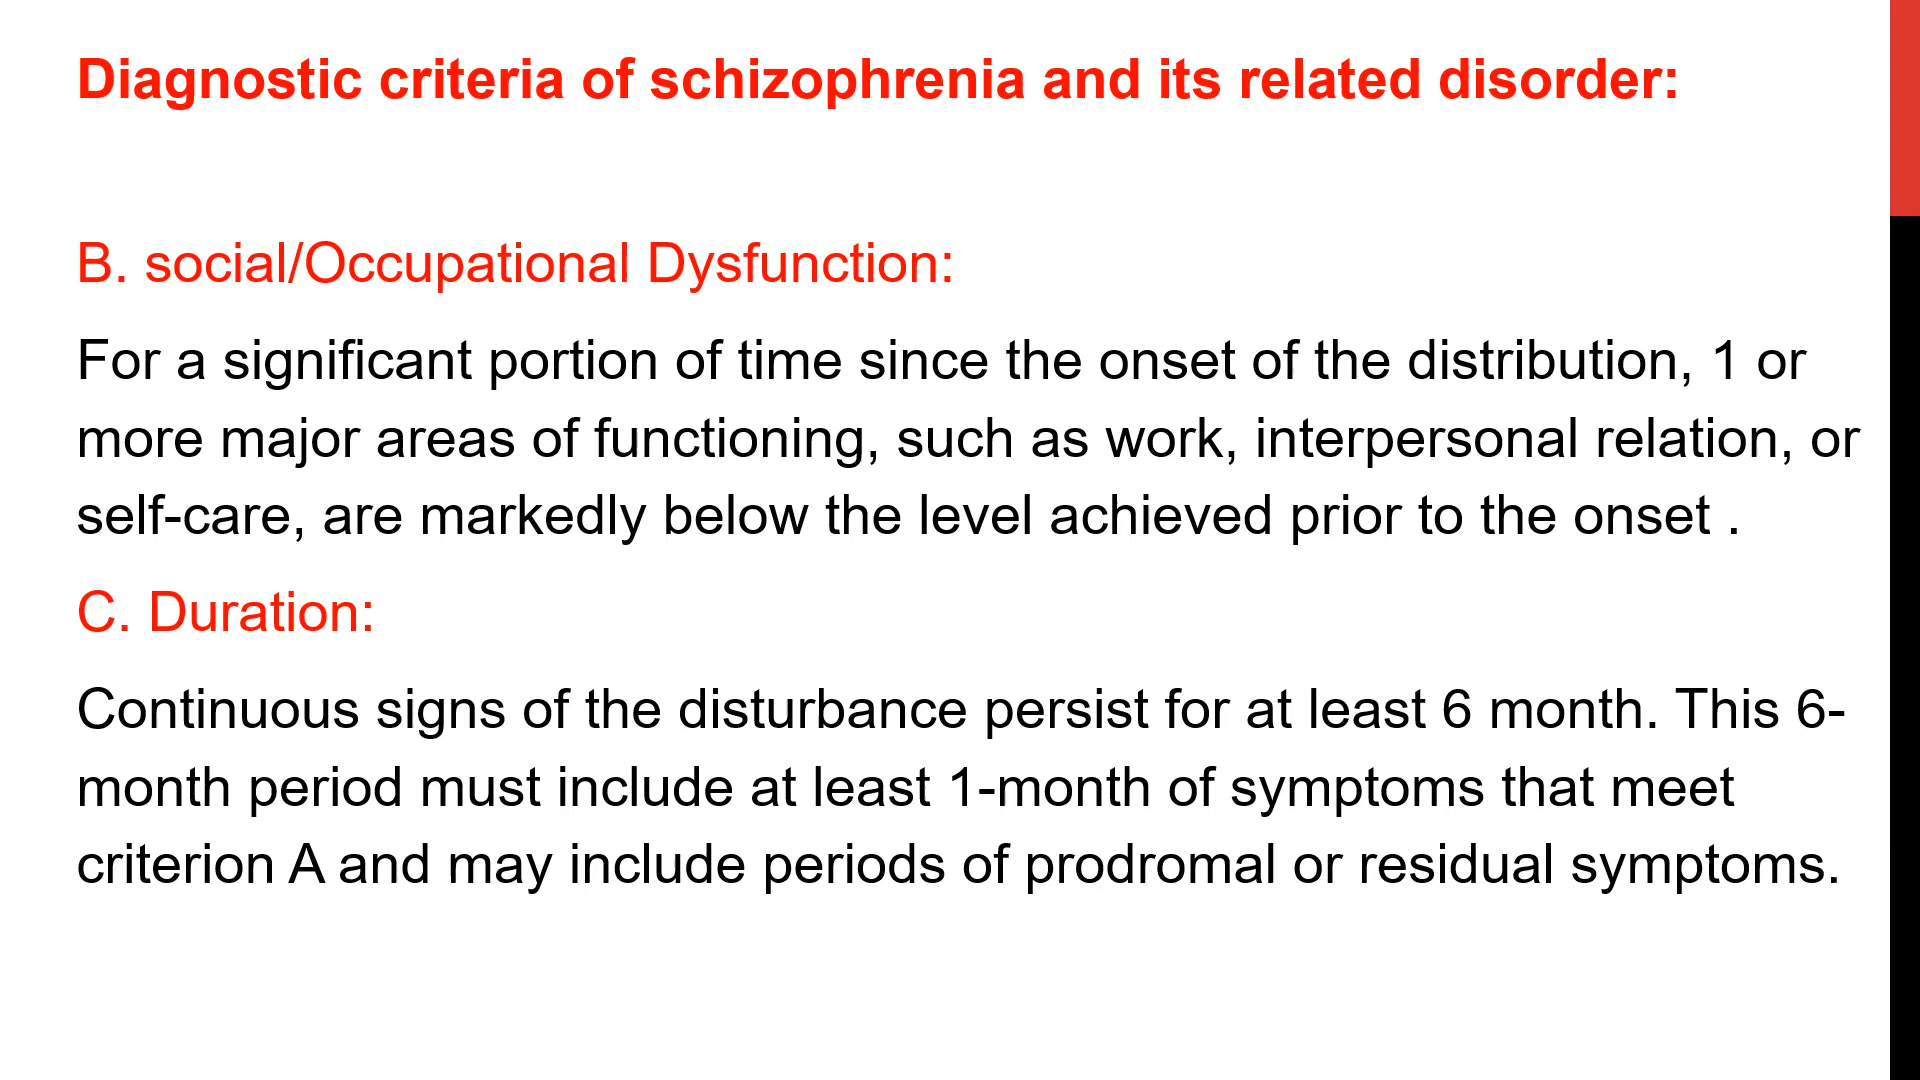 Diagnostic criteria of schizophrenia and its related disorder:
B. social/Occupational Dysfunction:
For a significant portion of time since the onset of the distribution, 1 or
more major areas of functioning, such as work, interpersonal relation, or
self-care, are markedly below the level achieved prior to the onset .
C. Duration:
Continuous signs of the disturbance persist for at least 6 month. This 6-
month period must include at least 1-month of symptoms that meet
criterion A and may include periods of prodromal or residual symptoms.